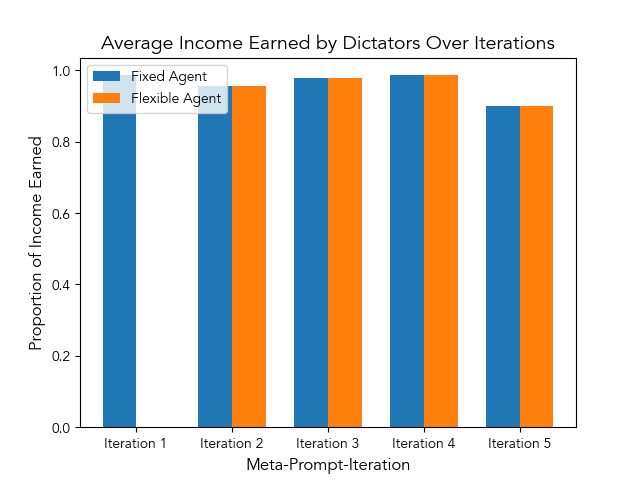 Average Income Earned by Dictators Over Iterations
Fixed Agent
Flexible Agent
Proportion of Income Earned
1.0
0.8
0.6
0.4
0.2
0.0
Iteration 1
Iteration 2
Iteration 3
Iteration 4
Iteration 5
Meta-Prompt-Iteration